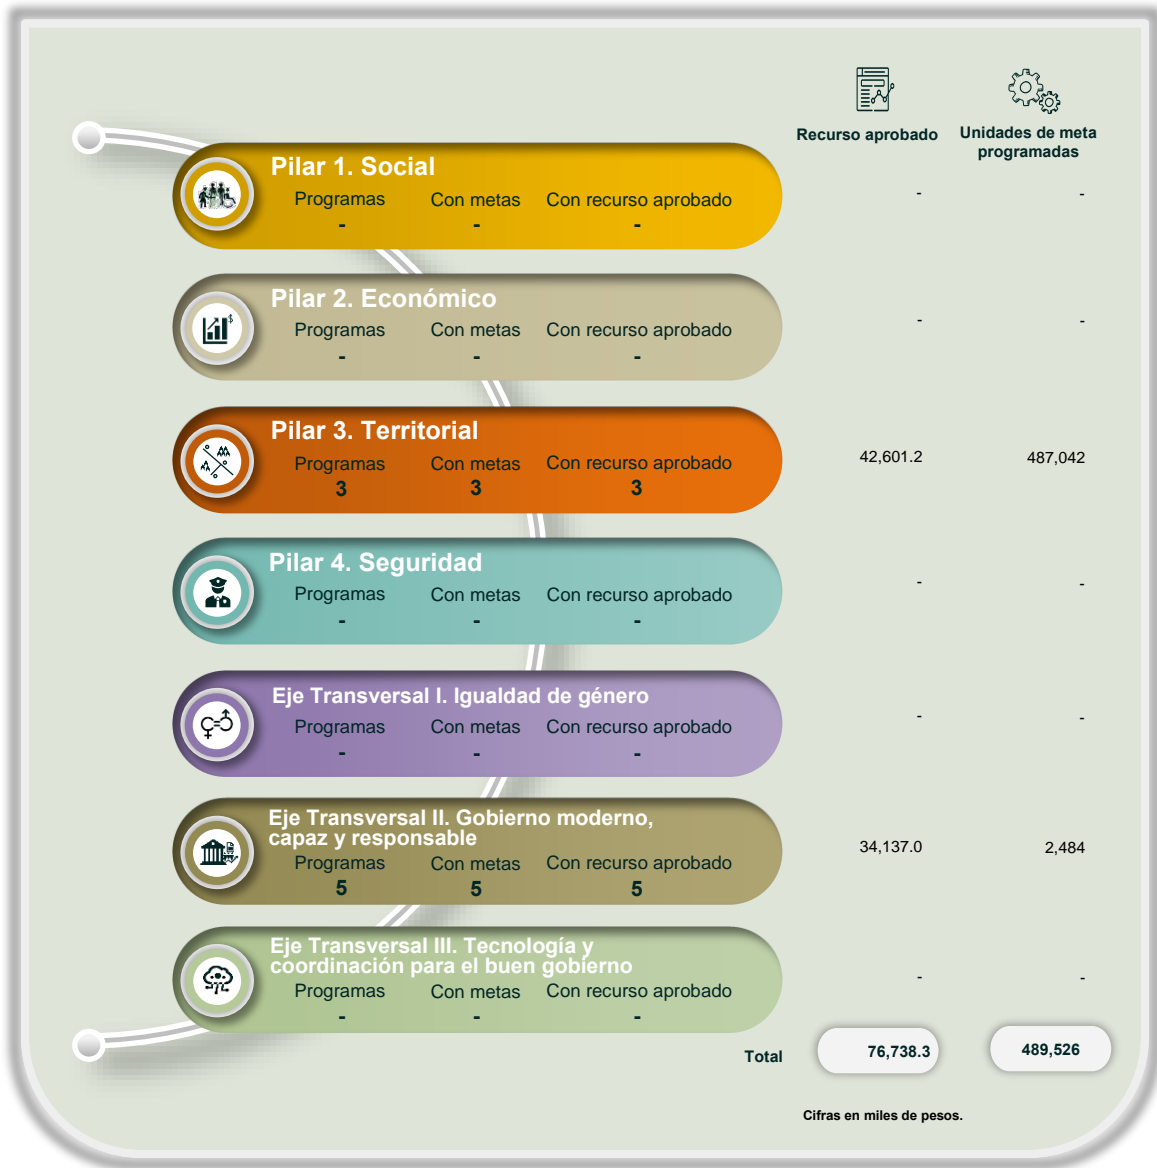 Recurso aprobado
Unidades de meta
programadas
Pilar 1. Social
Programas Con metas Con recurso aprobado
- - -
- -
Pilar 2. Económico
Programas Con metas Con recurso aprobado
- - -
- -
Pilar 3. Territorial
Programas Con metas Con recurso aprobado
3 3 3
42,601.2 487,042
Pilar 4. Seguridad
Programas Con metas Con recurso aprobado
- - -
- -
Eje Transversal I. Igualdad de género
Programas Con metas Con recurso aprobado
- - -
- -
Eje Transversal II. Gobierno moderno,
capaz y responsable
Programas Con metas Con recurso aprobado
5 5 5
34,137.0 2,484
Eje Transversal III. Tecnología y
coordinación para el buen gobierno
Programas Con metas Con recurso aprobado
- - -
- -
Total 76,738.3 489,526
Cifras en miles de pesos.